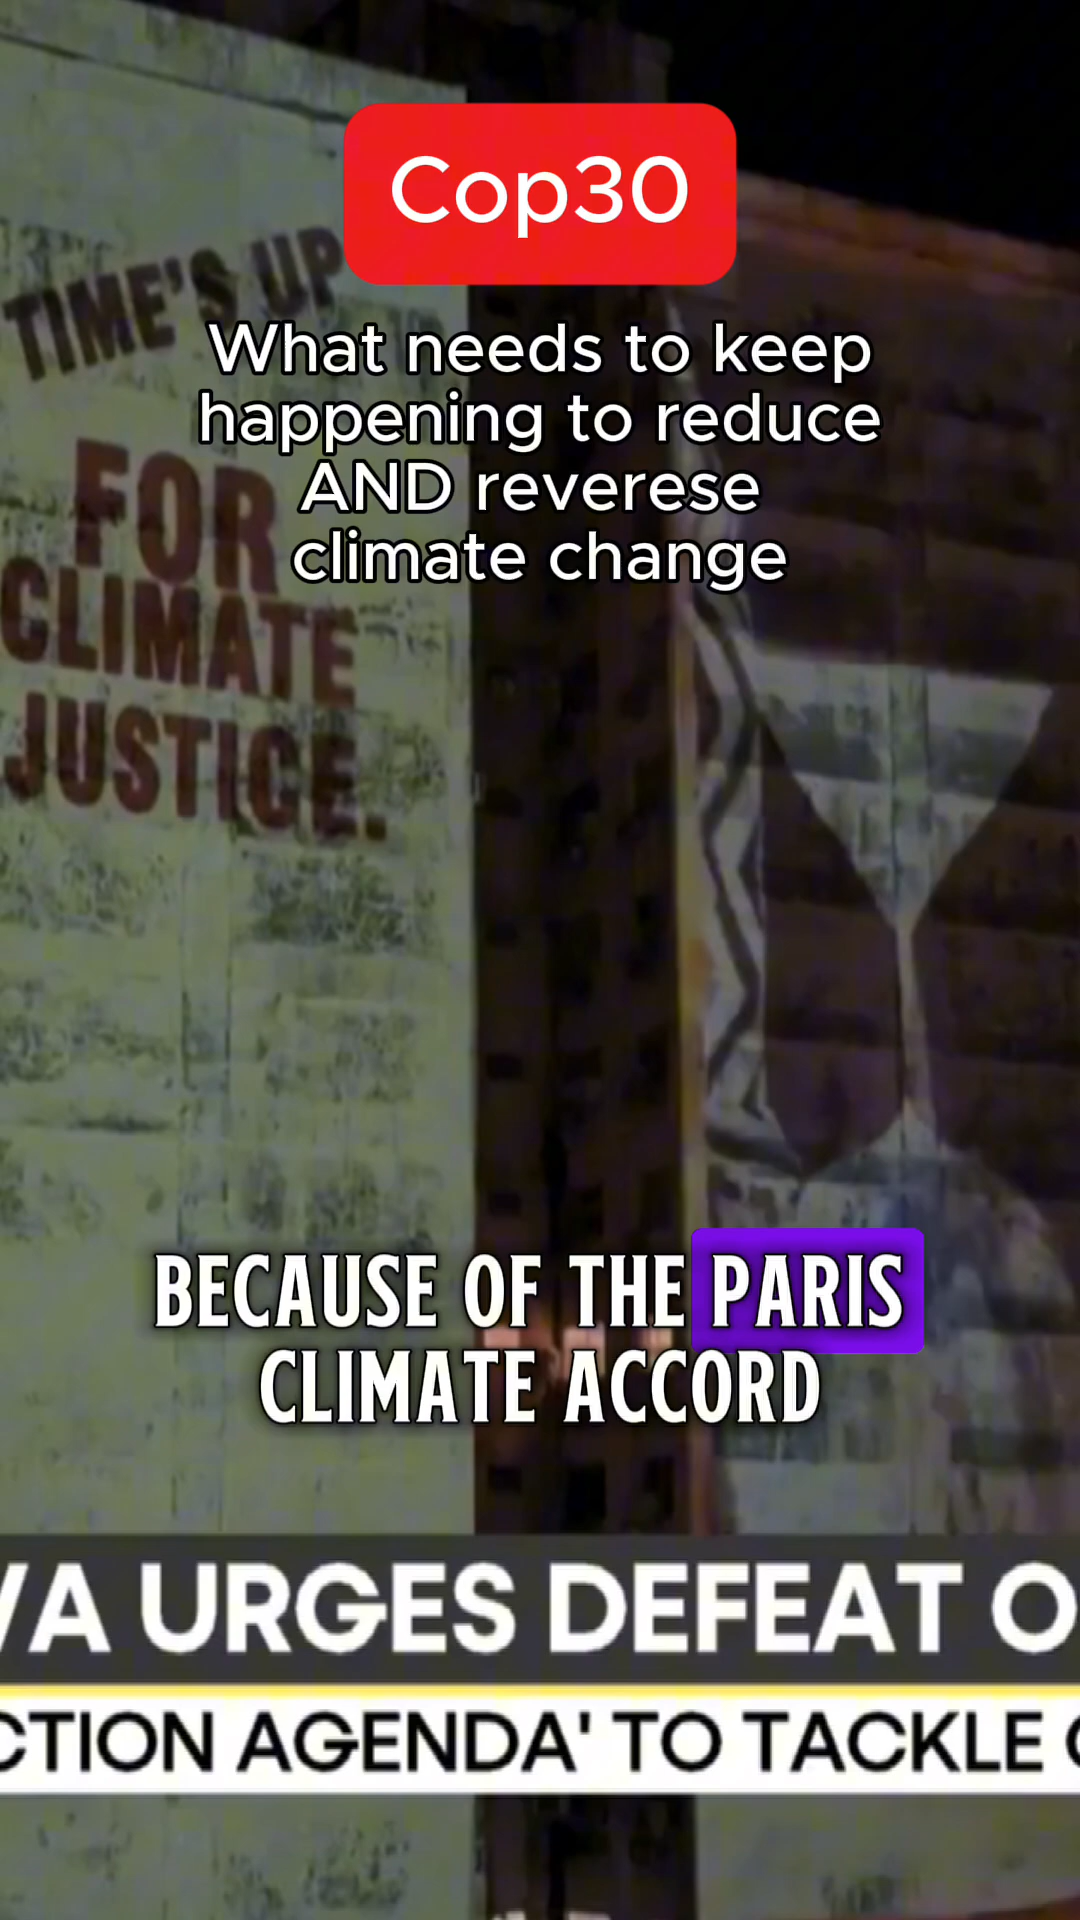 Cop30
TIME'S UP
What needs to keep
happening to reduce
AND reverese
climate change
FOR
CLIMATE
JUSTICE.
BECAUSE OF THE PARIS
CLIMATE ACCORD
VA URGES DEFEAT O
CTION AGENDA' TO TACKLE